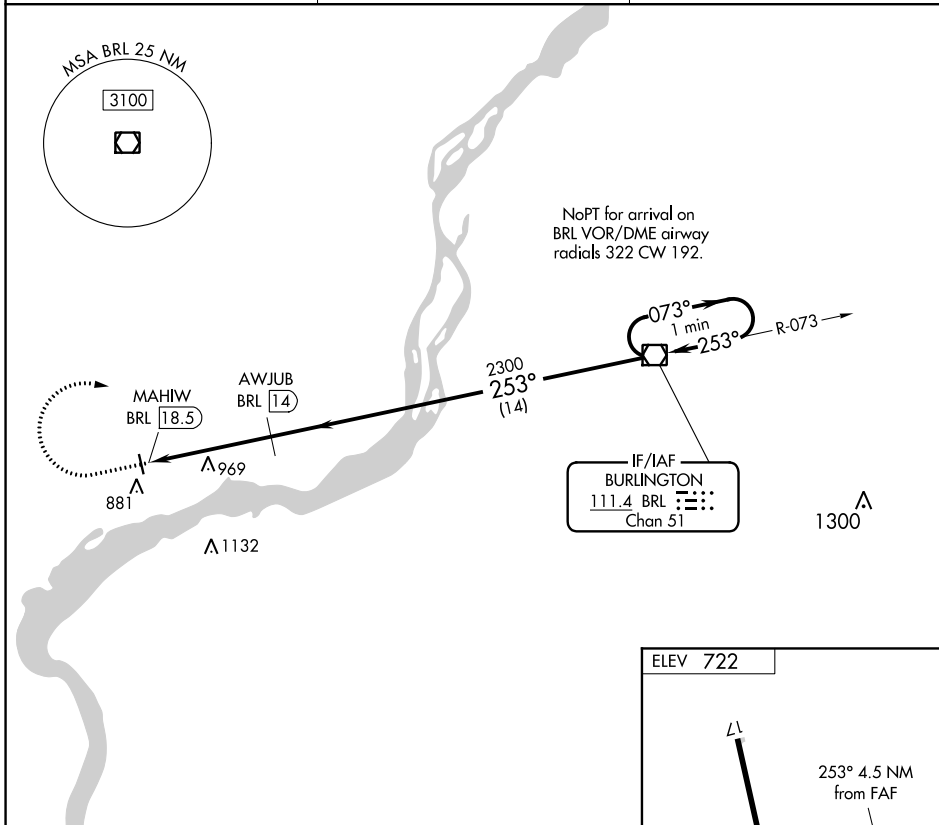 MSA BRL 25 NM
3100
NoPT for arrival on
BRL VOR/DME airway
radials 322 CW 192.
073°
1 min
253°
R-073
2300
253°
(14)
AWJUB
BRL 14
MAHIW
BRL 18.5
969
881
1132
IF/IAF
BURLINGTON
111.4 BRL
Chan 51
1300
ELEV 722
17
253° 4.5 NM
from FAF